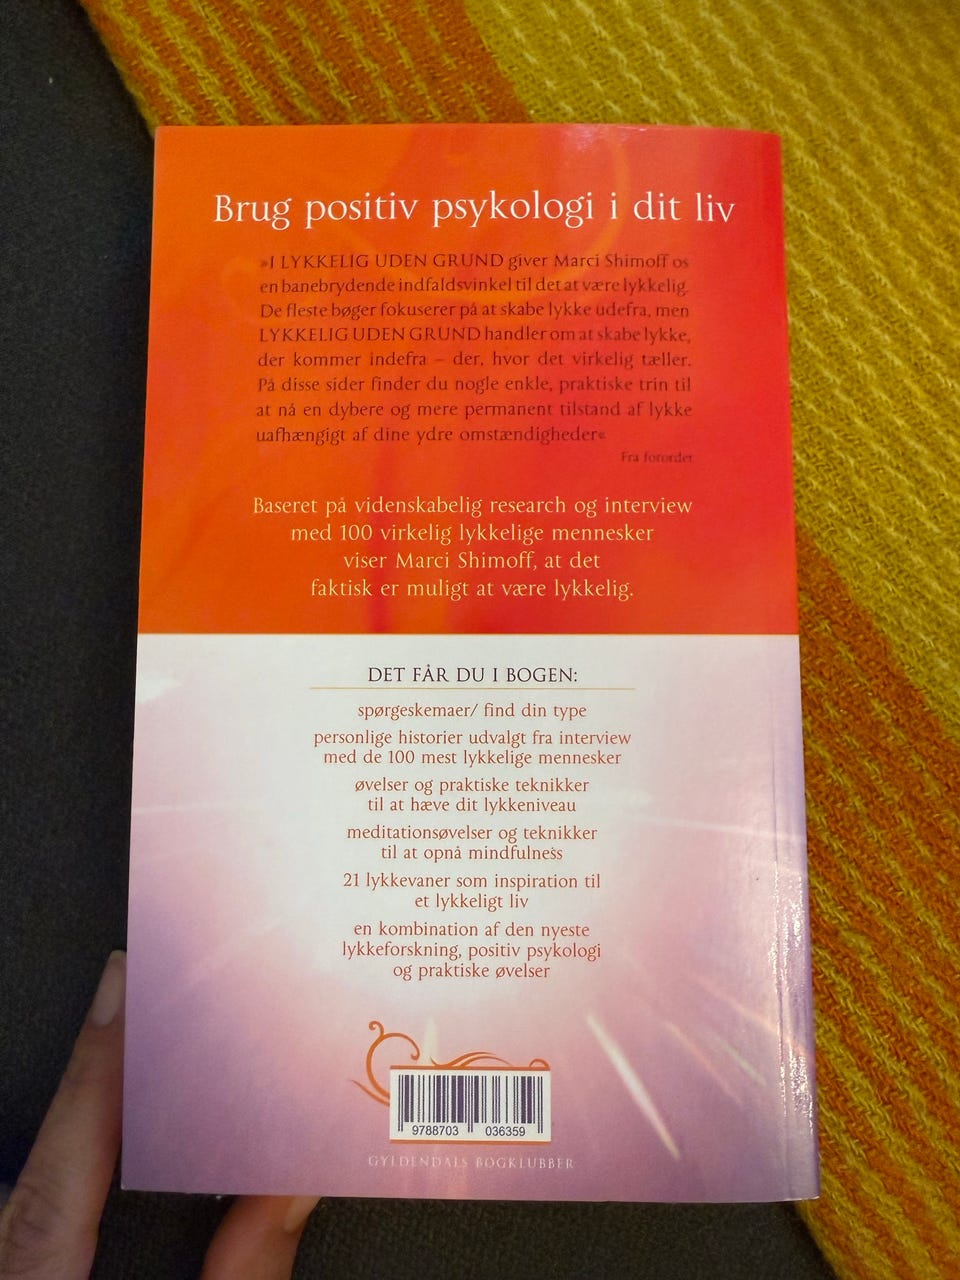 Brug positiv psykologi i dit liv
»I LYKKELIG UDEN GRUND giver Marci Shimoff os
en banebrydende indfaldsvinkel til det at være lykkelig.
De fleste bøger fokuserer på at skabe lykke udefra, men
LYKKELIG UDEN GRUND handler om at skabe lykke,
der kommer indefra – der, hvor det virkelig tæller.
På disse sider finder du nogle enkle, praktiske trin til
at nå en dybere og mere permanent tilstand af lykke
uafhængigt af dine ydre omstændigheder«
Fra forordet
Baseret på videnskabelig research og interview
med 100 virkelig lykkelige mennesker
viser Marci Shimoff, at det
faktisk er muligt at være lykkelig.
DET FÅR DU I BOGEN:
spørgeskemaer/ find din type
personlige historier udvalgt fra interview
med de 100 mest lykkelige mennesker
øvelser og praktiske teknikker
til at hæve dit lykkeniveau
meditationsøvelser og teknikker
til at opnå mindfulness
21 lykkevaner som inspiration til
et lykkeligt liv
en kombination af den nyeste
lykkeforskning, positiv psykologi
og praktiske øvelser
9788703 036359
GYLDENDALS BOGKLUBBER